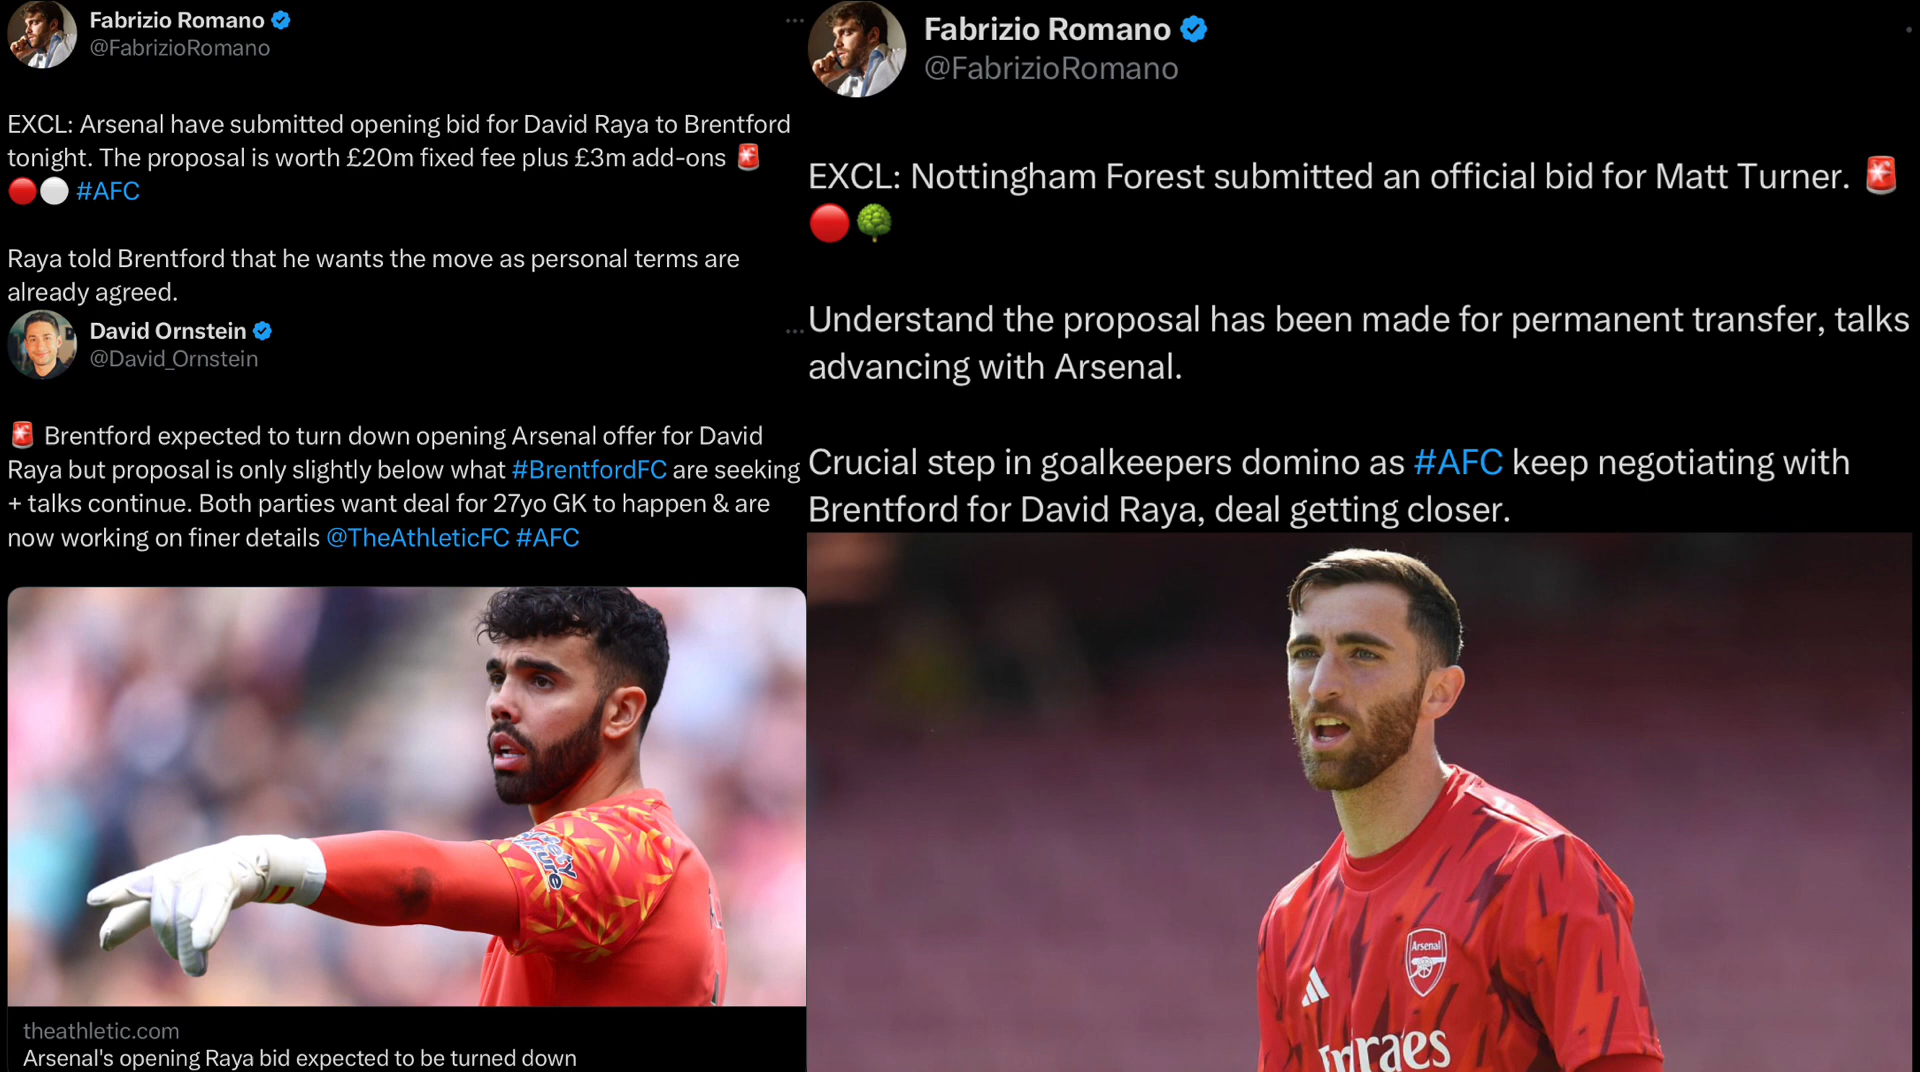 Fabrizio Romano
@FabrizioRomano
EXCL: Arsenal have submitted opening bid for David Raya to Brentford
tonight. The proposal is worth £20m fixed fee plus £3m add-ons 🚨
🔴⚪ #AFC
Raya told Brentford that he wants the move as personal terms are
already agreed.
David Ornstein
@David_Ornstein
🚨 Brentford expected to turn down opening Arsenal offer for David
Raya but proposal is only slightly below what #BrentfordFC are seeking
+ talks continue. Both parties want deal for 27yo GK to happen & are
now working on finer details @TheAthleticFC #AFC
theathletic.com
Arsenal's opening Raya bid expected to be turned down
Fabrizio Romano
@FabrizioRomano
EXCL: Nottingham Forest submitted an official bid for Matt Turner. 🚨
🔴🌳
Understand the proposal has been made for permanent transfer, talks
advancing with Arsenal.
Crucial step in goalkeepers domino as #AFC keep negotiating with
Brentford for David Raya, deal getting closer.
Arsenal